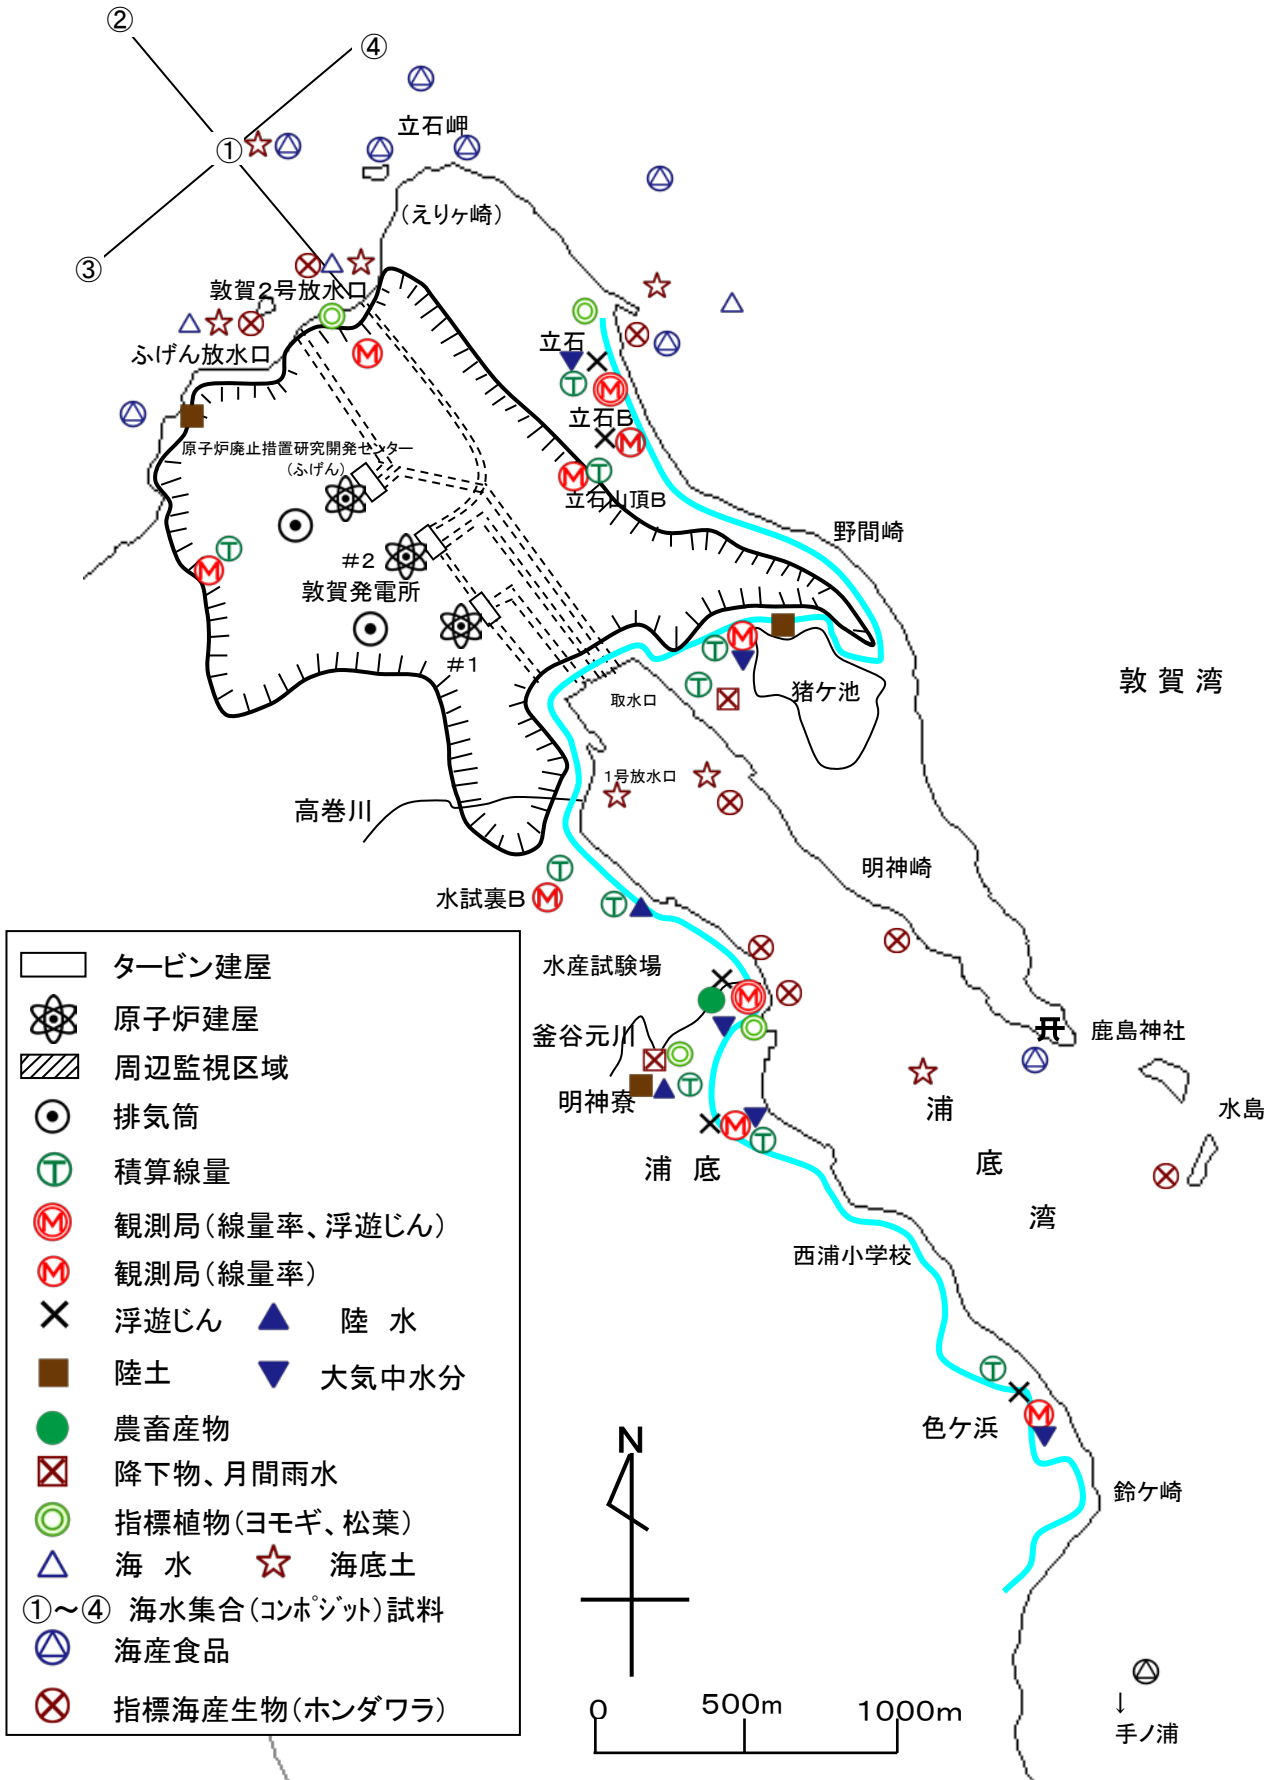 ②
④
立石岬
①
(えりヶ崎)
③
敦賀２号放水口
ふげん放水口
立石
Ⓜ
Ⓣ
Ⓜ
立石Ｂ
Ⓜ
原子炉廃止措置研究開発センター
(ふげん)
Ⓜ
Ⓣ
立石山頂Ｂ
野間崎
Ⓣ
Ⓜ
＃２
敦賀発電所
＃１
Ⓜ
Ⓣ
Ⓣ
猪ケ池
取水口
敦賀湾
1号放水口
高巻川
明神崎
Ⓣ
水試裏Ｂ
Ⓜ
Ⓣ
水産試験場
Ⓜ
釜谷元川
鹿島神社
Ⓣ
明神寮
Ⓜ
Ⓣ
浦底
浦
底
湾
水島
西浦小学校
Ⓣ
Ⓜ
色ケ浜
鈴ケ崎
手ノ浦
↓
N
0
500m
1000m
タービン建屋
原子炉建屋
周辺監視区域
排気筒
Ⓣ 積算線量
Ⓜ 観測局(線量率、浮遊じん)
Ⓜ 観測局(線量率)
浮遊じん 陸 水
陸土 大気中水分
農畜産物
降下物、月間雨水
指標植物(ヨモギ、松葉)
海 水 海底土
①～④ 海水集合(ｺﾝﾎﾟｼﾞｯﾄ)試料
海産食品
指標海産生物(ホンダワラ)